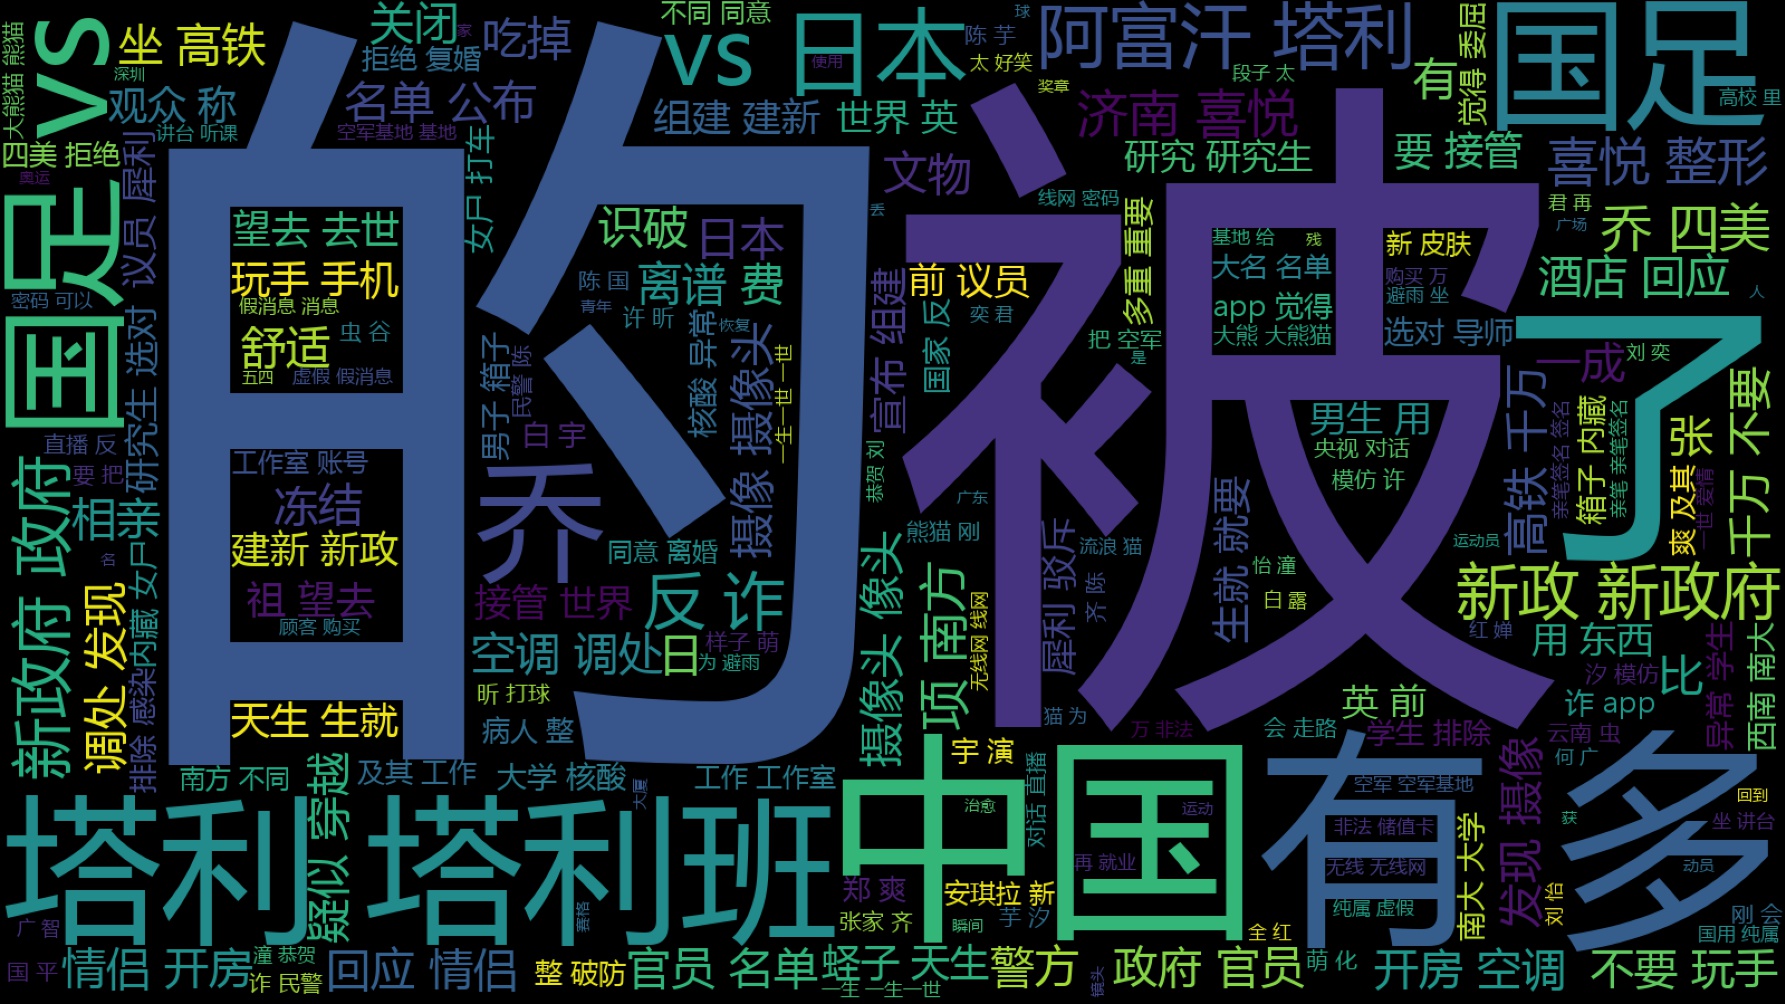 大熊猫 熊猫
vs
坐 高铁
深圳
观众 称
讲台 听课
四美 拒绝
奥运
关闭
家
吃掉
拒绝 复婚
名单 公布
空军基地 基地
不同 同意
vs 日本
使用
组建 建新
世界 英
陈 芋
球
太 好笑
阿富汗 塔利
奖章
段子 太
济南 喜悦
研究 研究生
有
觉得 委屈
国足
高校 里
要 接管
喜悦 整形
文物
线网 密码
多重 重要
君 再
广场
乔 四美
酒店 回应
人
国足
密码 可以
议员 犀利
研究生 选对
女尸 打车
的
被
了
望去 去世
玩手 手机
假消息 消息
舒适
虫 谷
五四
虚假 假消息
识破
日本
丢
陈 国
离谱 费
青年
许 昕
恢复
核酸 异常
摄像 摄像头
一生一世 一世
宣布 组建
前 议员
国家 反
奕 君
把 空军
是
基地 给
残
大名 名单
app 觉得
大熊 大熊猫
新 皮肤
购买 万
避雨 坐
选对 导师
一成
刘 奕
男子 箱子
民警 陈
白 宇
乔
恭贺 刘
男生 用
央视 对话
模仿 许
高铁 千万
亲笔签名 签名
箱子 内藏
亲笔 亲笔签名
张
爽 及其
一世 爱情
千万 不要
直播 反
要 把
相亲
名
新政府 政府
调处 发现
排除 感染
内藏 女尸
工作室 账号
冻结
建新 新政
祖 望去
顾客 购买
天生 生就
同意 离婚
接管 世界
反 诈
空调 调处
日
样子 萌
为 避雨
昕 打球
病人 整
广东
熊猫 刚
摄像头 像头
项 南方
无线网 线网
犀利 驳斥
流浪 猫
齐 陈
猫 为
生就 就要
怡 潼
白 露
运动员
新政 新政府
红 婵
用 东西
汐 模仿
比
诈 app
异常 学生
西南 南大
英 前
会 走路
学生 排除
万 非法
云南 虫
何 广
南方 不同
疑似 穿越
及其 工作
大学 核酸
大厦
工作 工作室
宇 演
对话 直播
治愈
塔利 塔利班
赛格
中国
运动
再 就业
有
空军 空军基地
非法 储值卡
无线 无线网
纯属 虚假
南大 大学
发现 摄像
刘 怡
多
获
回到
坐 讲台
动员
刚 会
国用 纯属
郑 爽
张家 齐
安琪拉 新
瞬间
芋 汐
全 红
广 智
国 平
情侣 开房
潼 恭贺
诈 民警
回应 情侣
整 破防
官员 名单
蛏子 天生
一生 一生一世
警方
镜头
政府 官员
萌 化
开房 空调
不要 玩手